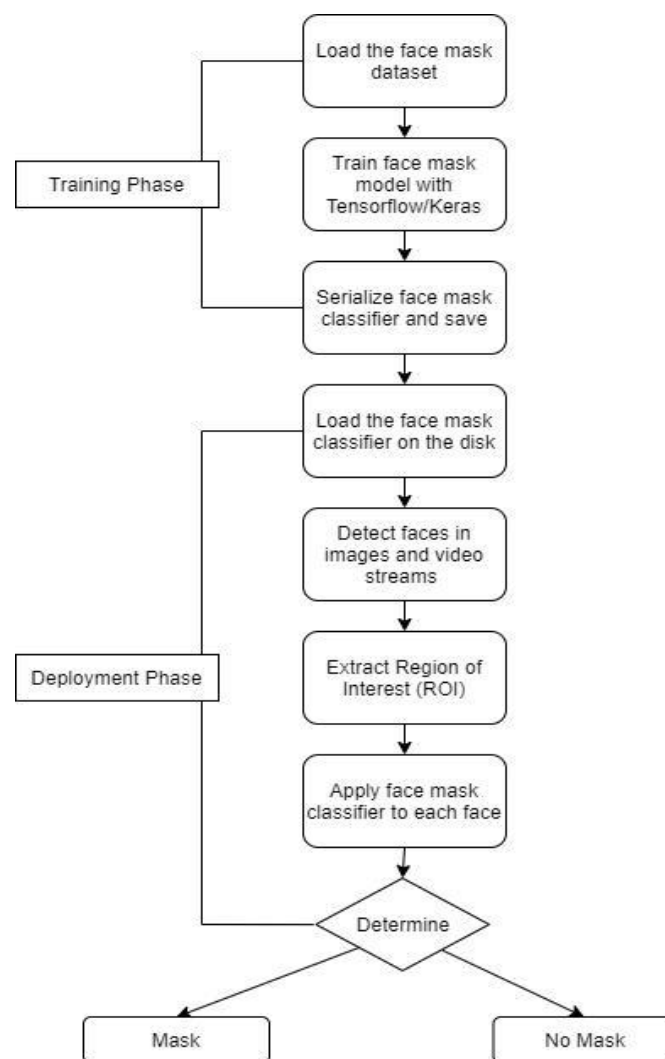 Load the face mask
dataset
Training Phase
Train face mask
model with
Tensorflow/Keras
Serialize face mask
classifier and save
Load the face mask
classifier on the disk
Detect faces in
images and video
streams
Deployment Phase
Extract Region of
Interest (ROI)
Apply face mask
classifier to each face
Determine
Mask
No Mask